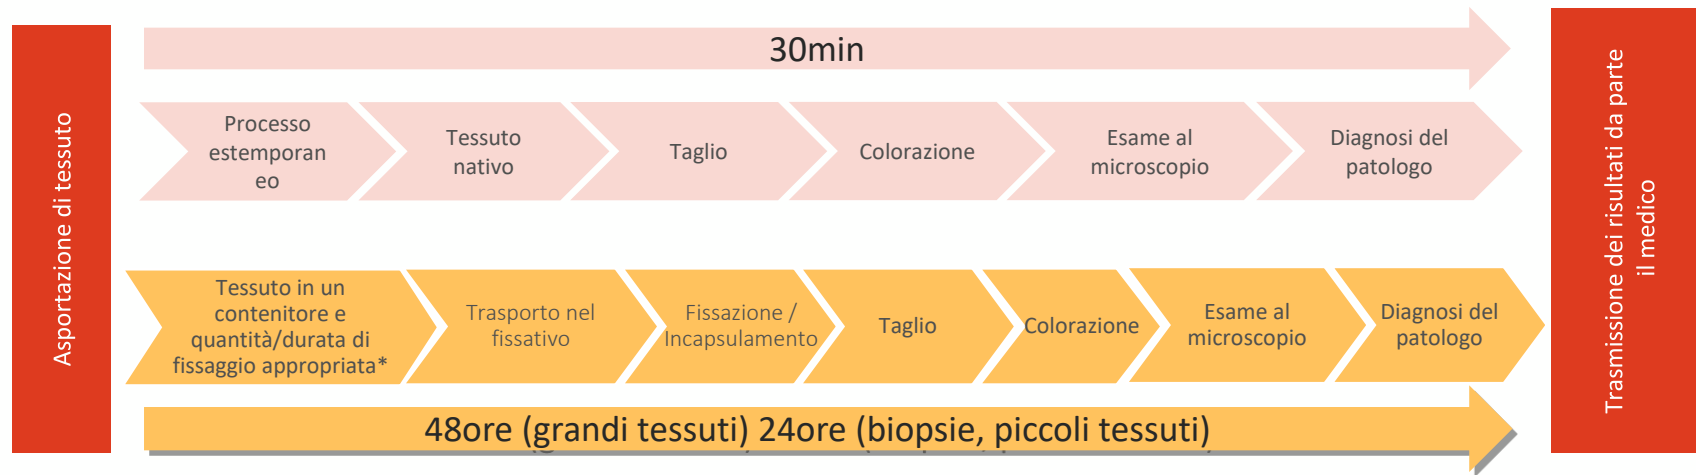 Asportazione di tessuto
30min
Processo
estemporan
eo
Tessuto
nativo
Taglio
Colorazione
Esame al
microscopio
Diagnosi del
patologo
Tessuto in un
contenitore e
quantità/durata di
fissaggio appropriata*
Trasporto nel
fissativo
Fissazione /
Incapsulamento
Taglio
Colorazione
Esame al
microscopio
Diagnosi del
patologo
48ore (grandi tessuti) 24ore (biopsie, piccoli tessuti)
Trasmissione dei risultati da parte
il medico